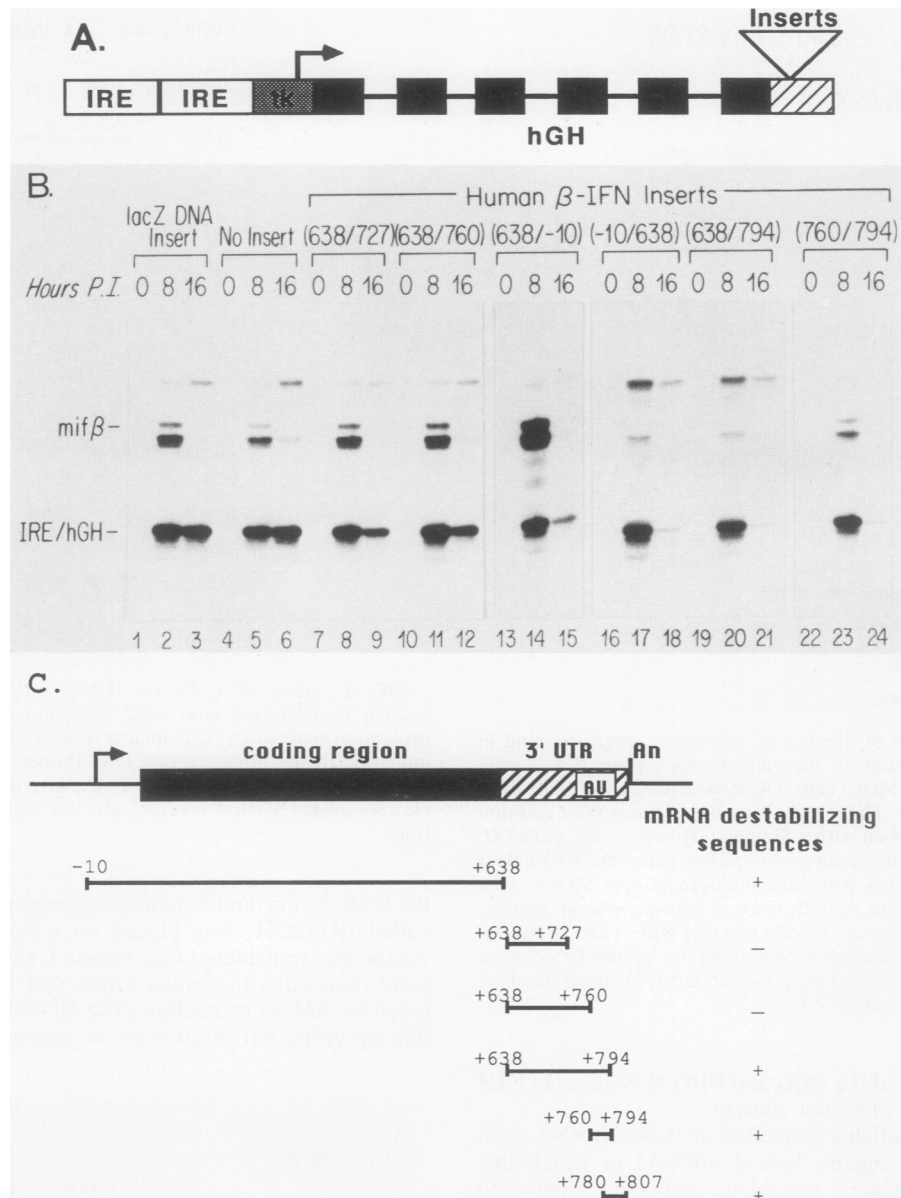 A.
Inserts
IRE IRE tk
hGH
B.
Human β-IFN Inserts
lacZ DNA Insert No Insert (638/727) (638/760) (638/-10) (-10/638) (638/794) (760/794)
Hours P.I. 0 8 16 0 8 16 0 8 16 0 8 16 0 8 16 0 8 16 0 8 16 0 8 16
mifβ-
IRE/hGH-
1 2 3 4 5 6 7 8 9 10 11 12 13 14 15 16 17 18 19 20 21 22 23 24
C.
coding region 3' UTR An
AU
mRNA destabilizing
sequences
-10 +638 +
+638 +727 −
+638 +760 −
+638 +794 +
+760 +794 +
+780 +807 +